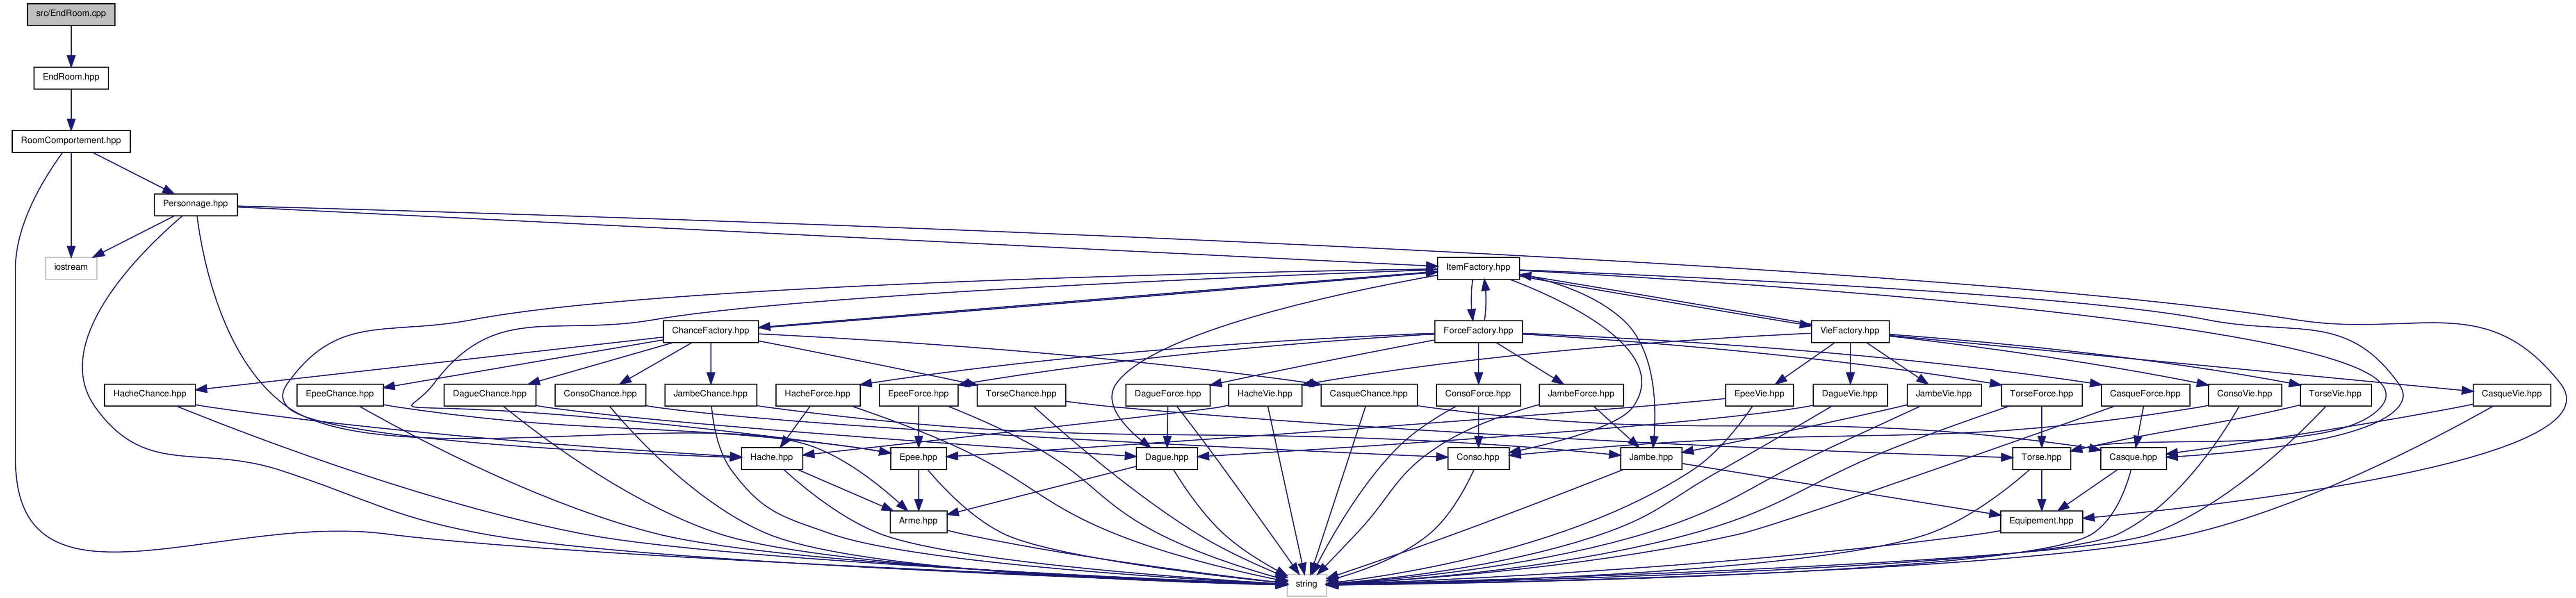 src/EndRoom.cpp
EndRoom.hpp
RoomComportement.hpp
Personnage.hpp
iostream
ItemFactory.hpp
ChanceFactory.hpp
ForceFactory.hpp
VieFactory.hpp
HacheChance.hpp
EpeeChance.hpp
DagueChance.hpp
ConsoChance.hpp
JambeChance.hpp
HacheForce.hpp
EpeeForce.hpp
TorseChance.hpp
DagueForce.hpp
HacheVie.hpp
CasqueChance.hpp
ConsoForce.hpp
JambeForce.hpp
EpeeVie.hpp
DagueVie.hpp
JambeVie.hpp
TorseForce.hpp
CasqueForce.hpp
ConsoVie.hpp
TorseVie.hpp
CasqueVie.hpp
Hache.hpp
Epee.hpp
Dague.hpp
Conso.hpp
Jambe.hpp
Torse.hpp
Casque.hpp
Arme.hpp
Equipement.hpp
string